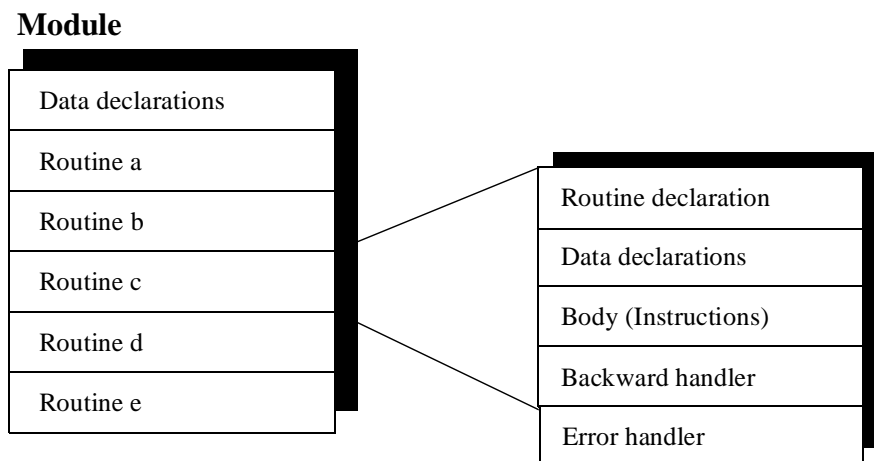 Module
Data declarations
Routine a
Routine b
Routine c
Routine d
Routine e
Routine declaration
Data declarations
Body (Instructions)
Backward handler
Error handler